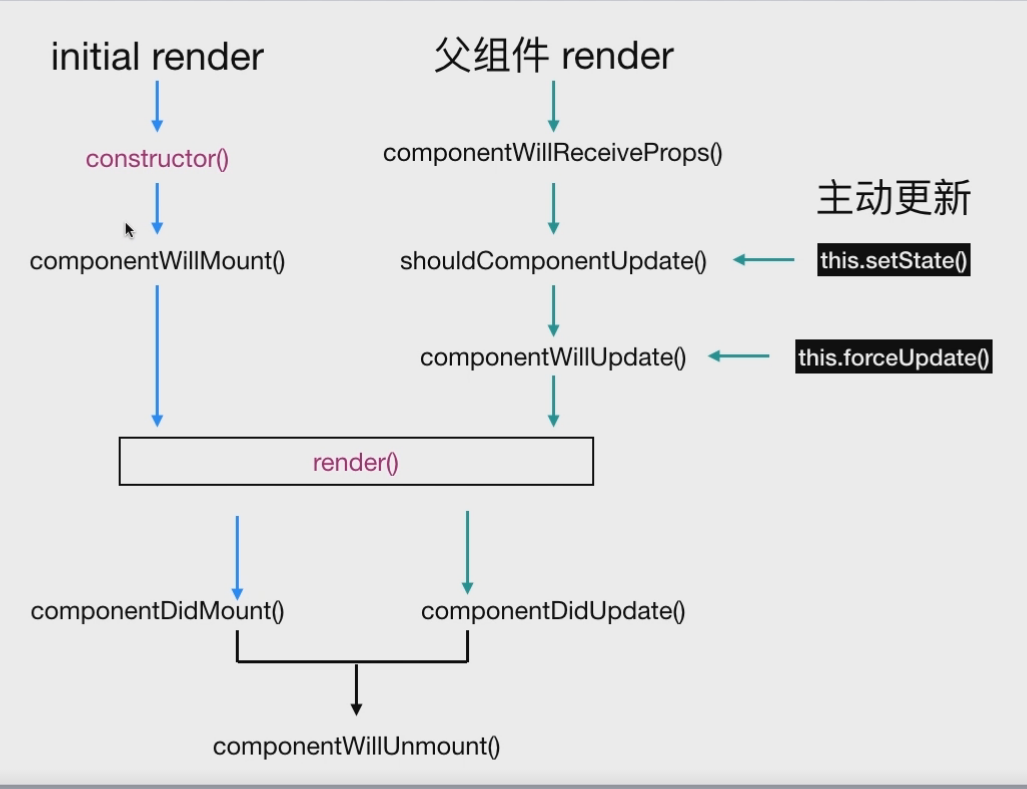 initial render
父组件 render
constructor()
componentWillReceiveProps()
主动更新
componentWillMount()
shouldComponentUpdate()
this.setState()
componentWillUpdate()
this.forceUpdate()
render()
componentDidMount()
componentDidUpdate()
componentWillUnmount()